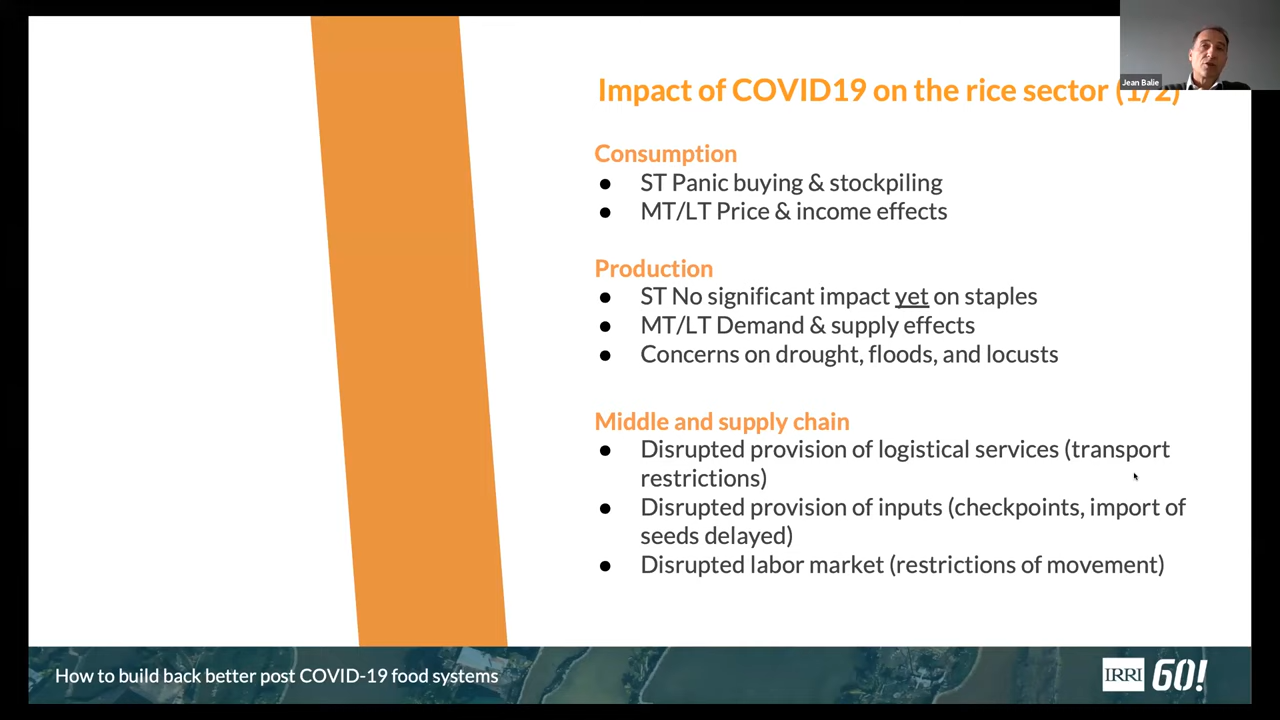 Jean Balie
Impact of COVID19 on the rice sector (1/2)
Consumption
● ST Panic buying & stockpiling
● MT/LT Price & income effects
Production
● ST No significant impact yet on staples
● MT/LT Demand & supply effects
● Concerns on drought, floods, and locusts
Middle and supply chain
● Disrupted provision of logistical services (transport
restrictions)
● Disrupted provision of inputs (checkpoints, import of
seeds delayed)
● Disrupted labor market (restrictions of movement)
How to build back better post COVID-19 food systems
IRRI 60!